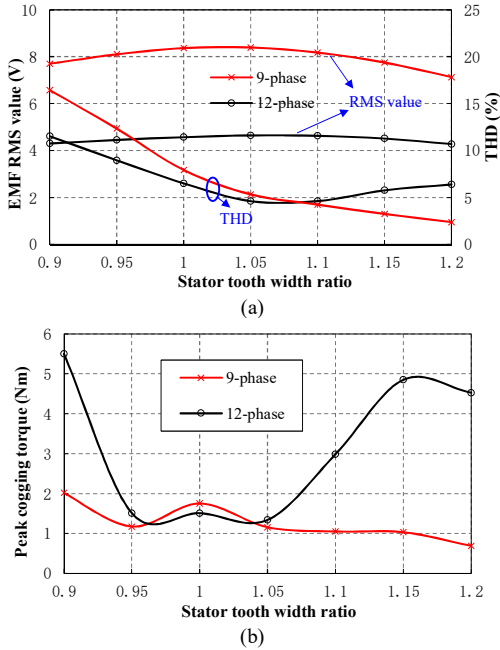 10 25
8 20
6 15
4 10
2 5
0 0
EMF RMS value (V)
THD (%)
9-phase
12-phase
RMS value
THD
0.9 0.95 1 1.05 1.1 1.15 1.2
Stator tooth width ratio
(a)
6
5
4
3
2
1
0
Peak cogging torque (Nm)
9-phase
12-phase
0.9 0.95 1 1.05 1.1 1.15 1.2
Stator tooth width ratio
(b)